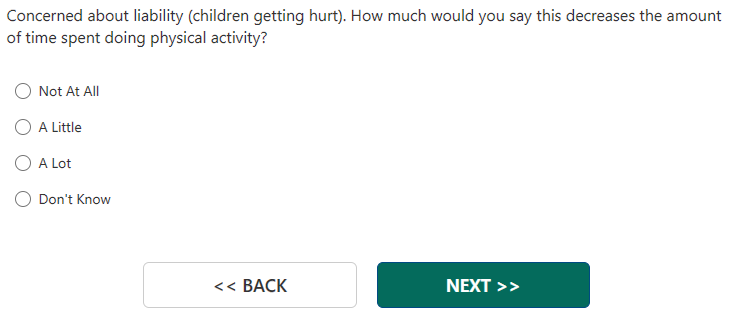 Concerned about liability (children getting hurt). How much would you say this decreases the amount
of time spent doing physical activity?
Not At All
A Little
A Lot
Don't Know
<< BACK
NEXT >>